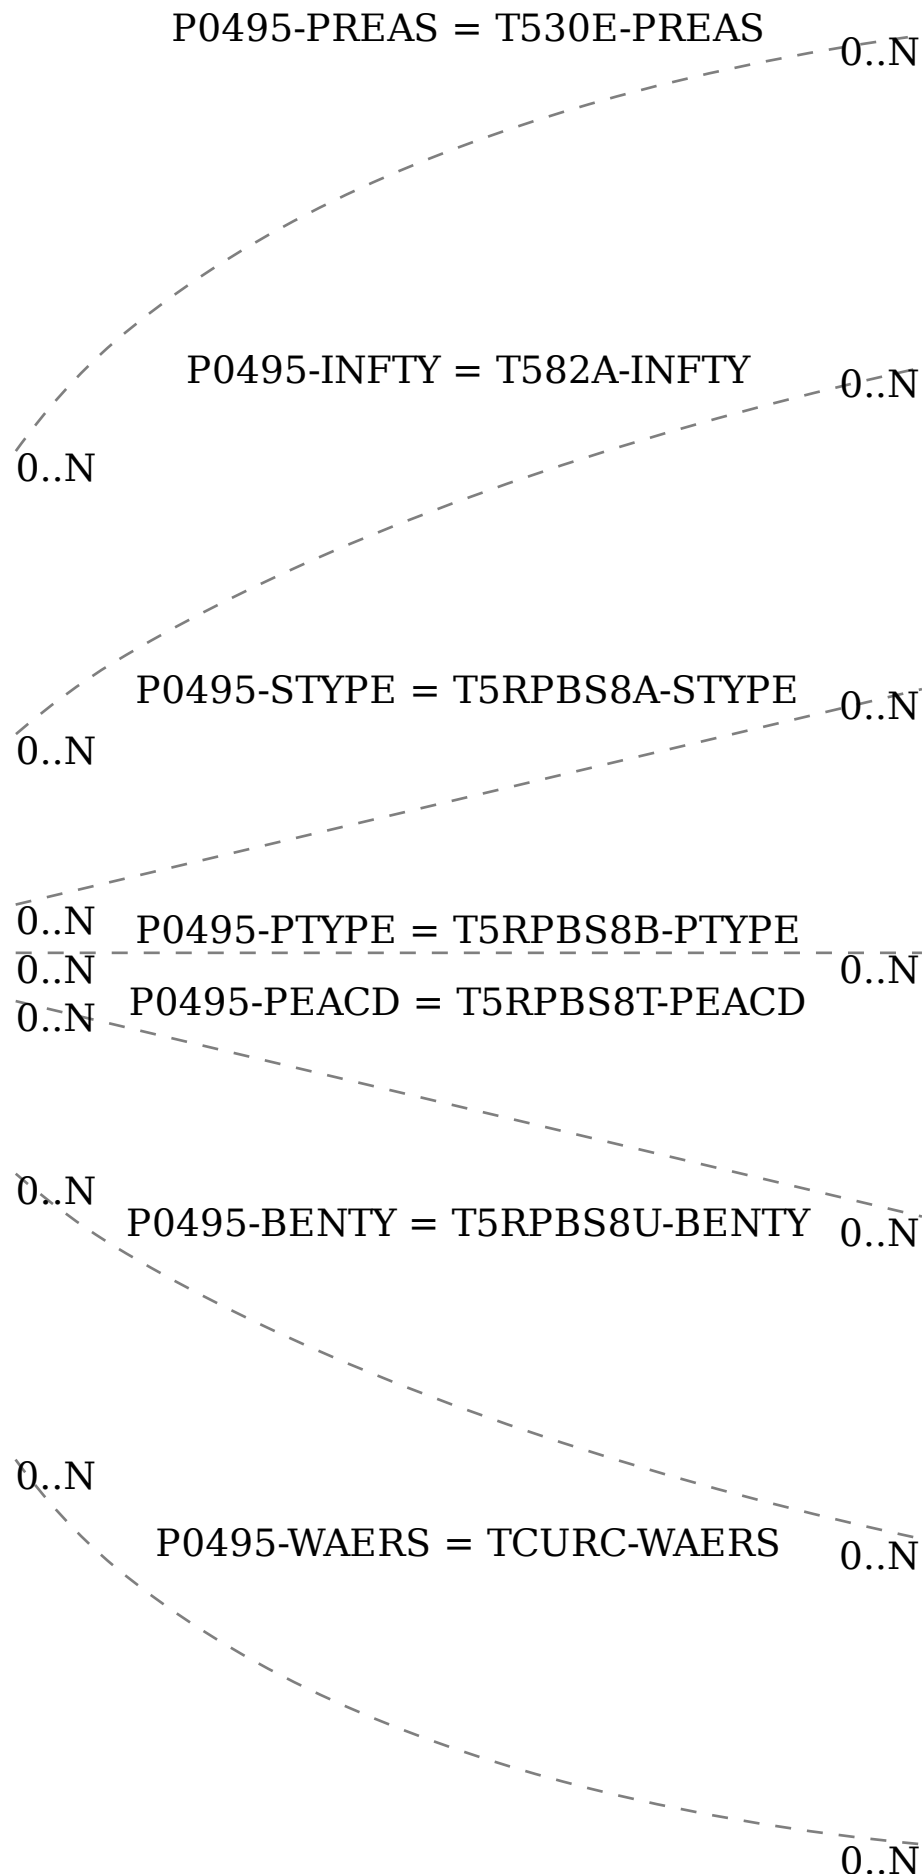 P0495-PREAS = T530E-PREAS
0..N
P0495-INFTY = T582A-INFTY
0..N
0..N
P0495-STYPE = T5RPBS8A-STYPE
0..N
0..N
0..N
P0495-PTYPE = T5RPBS8B-PTYPE
0..N
0..N
P0495-PEACD = T5RPBS8T-PEACD
0..N
0..N
P0495-BENTY = T5RPBS8U-BENTY
0..N
0..N
P0495-WAERS = TCURC-WAERS
0..N
0..N